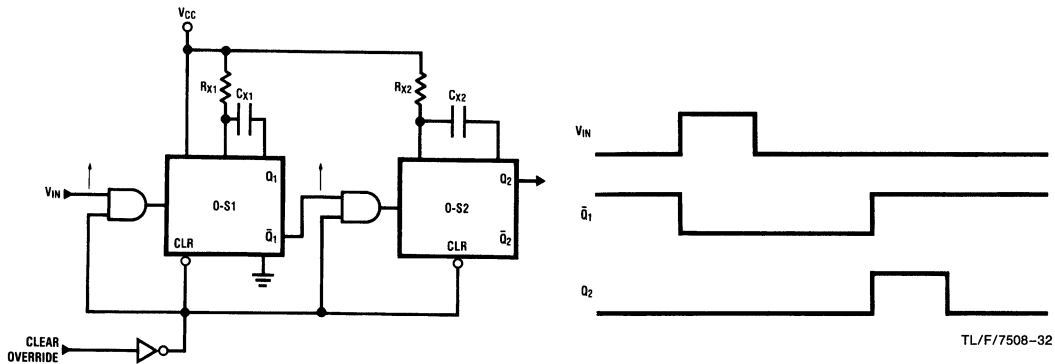 VCC
RX1
CX1
RX2
CX2
VIN
Q1
O-S1
Q̄1
CLR
Q2
O-S2
Q̄2
CLR
CLEAR
OVERRIDE
VIN
Q̄1
Q2
TL/F/7508-32